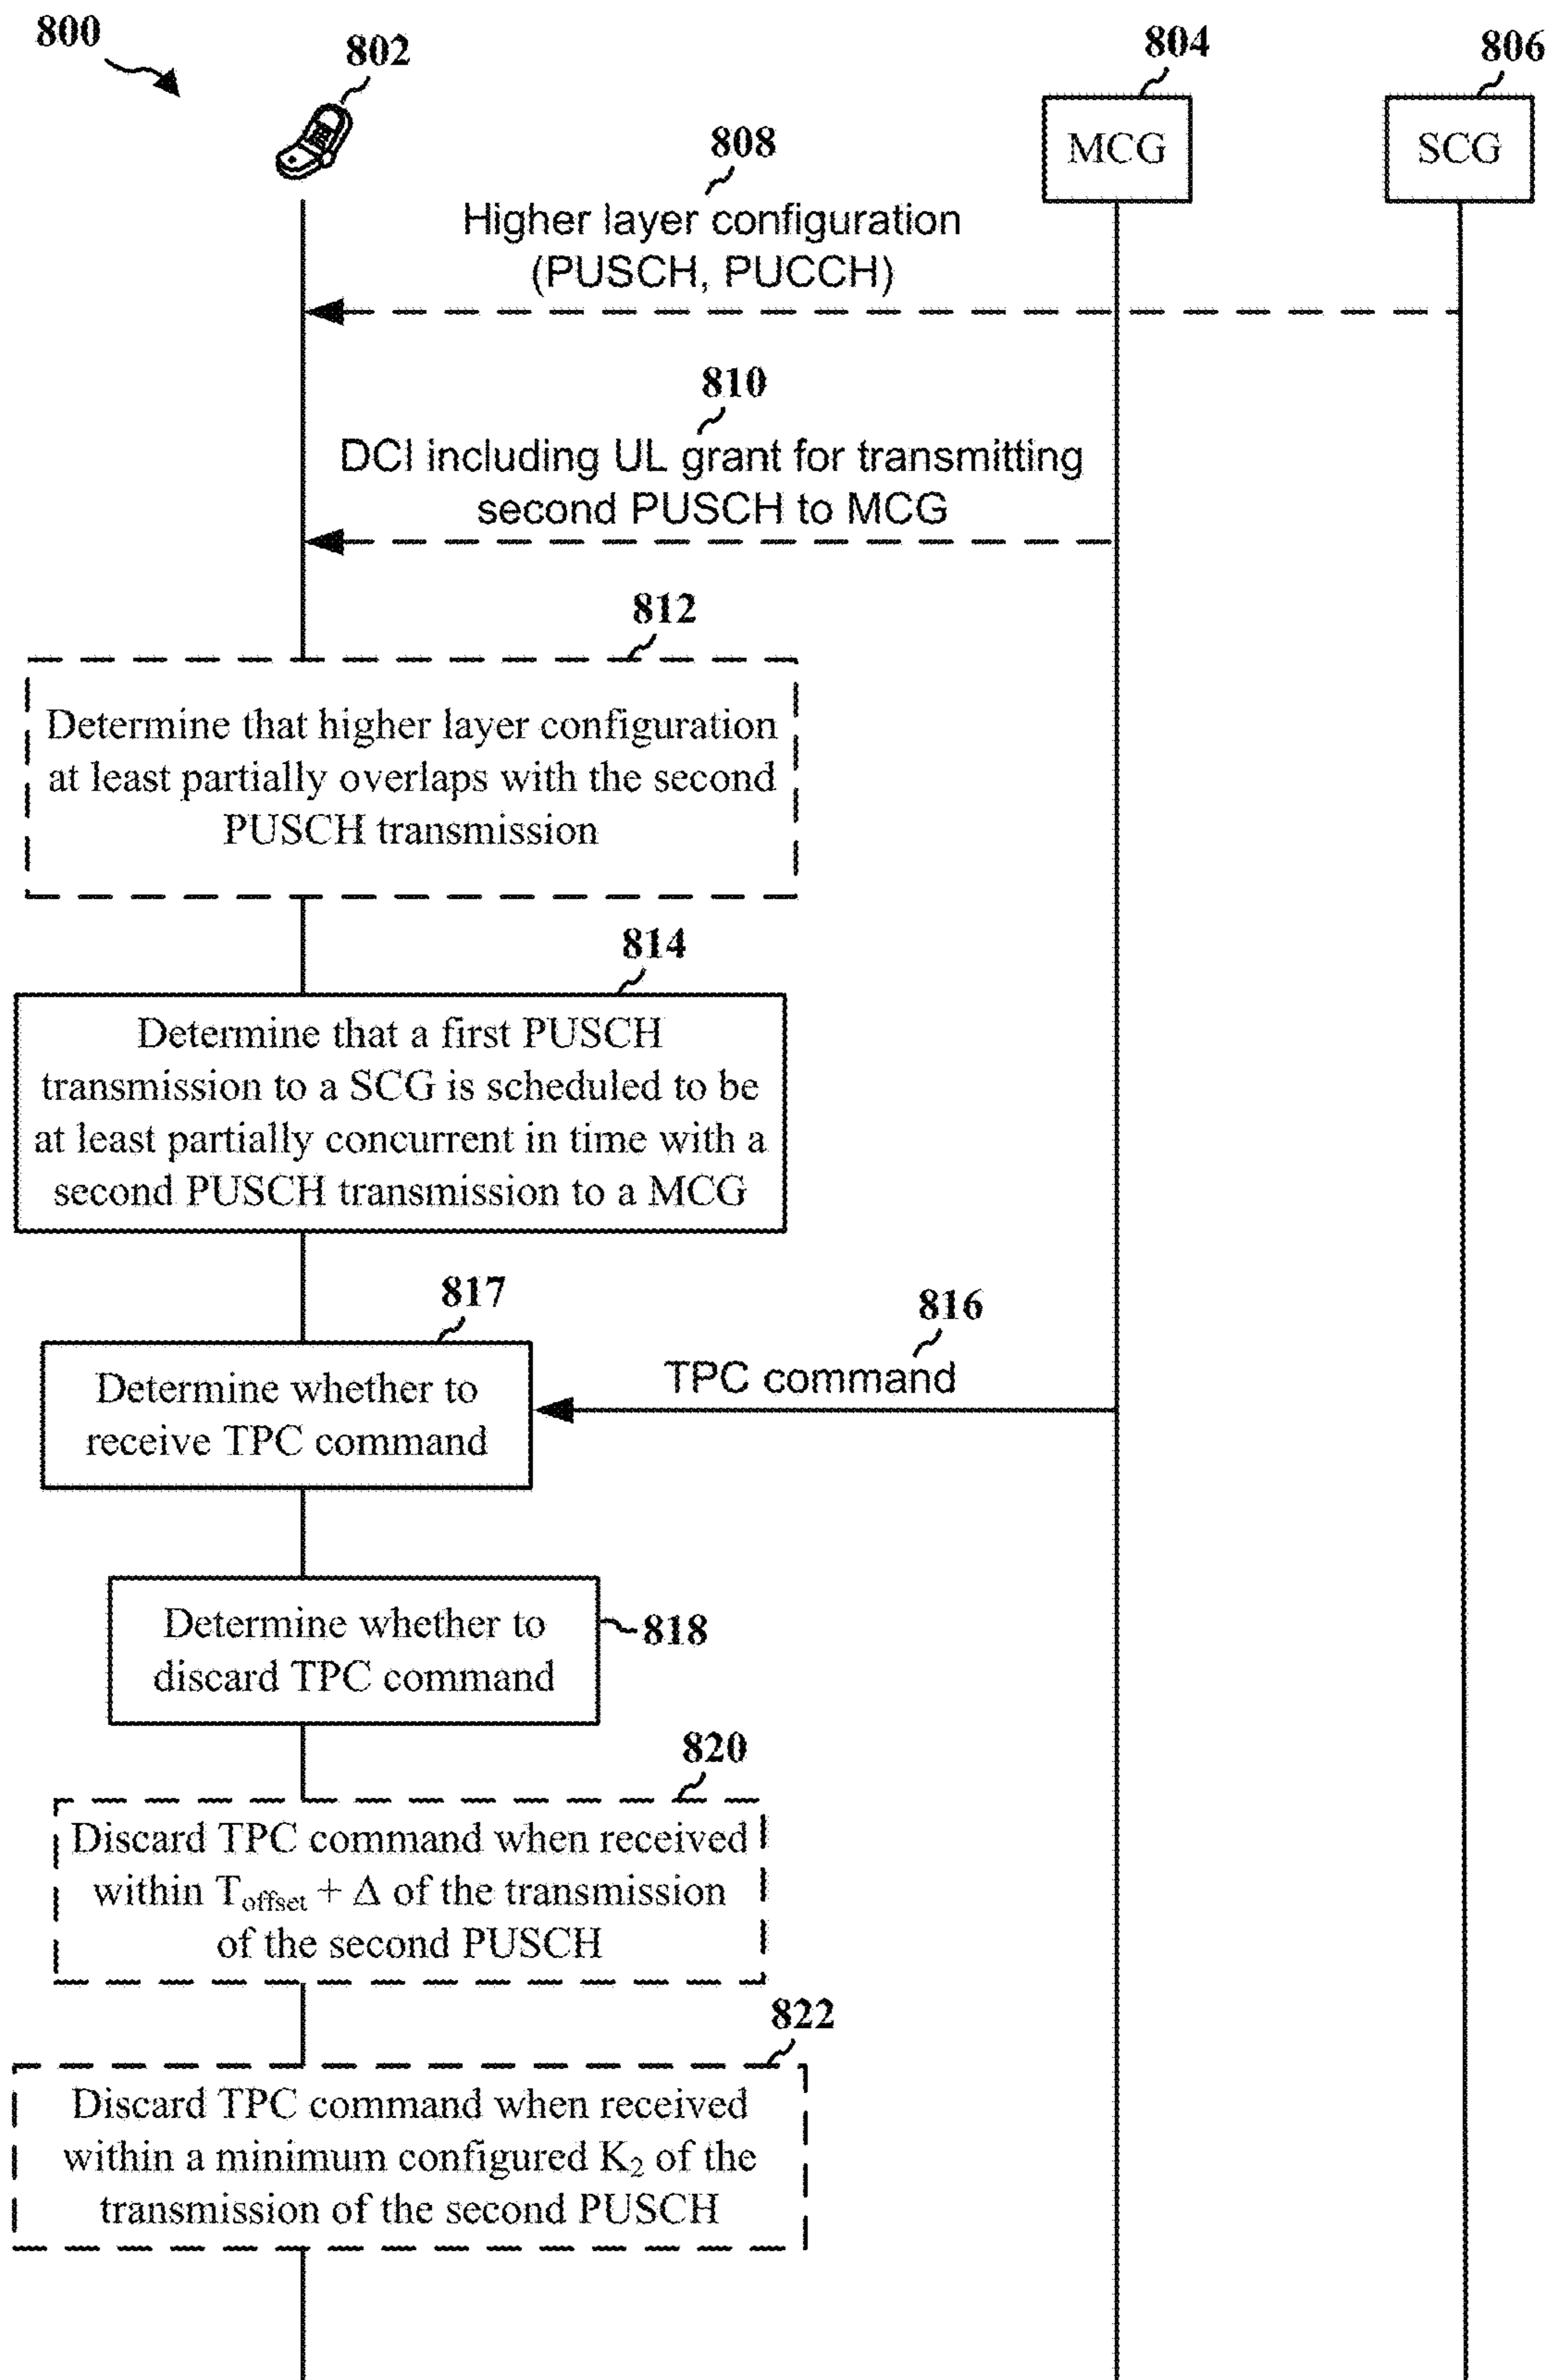 800
802
804
806
MCG
SCG
808
Higher layer configuration
(PUSCH, PUCCH)
810
DCI including UL grant for transmitting
second PUSCH to MCG
812
Determine that higher layer configuration
at least partially overlaps with the second
PUSCH transmission
814
Determine that a first PUSCH
transmission to a SCG is scheduled to be
at least partially concurrent in time with a
second PUSCH transmission to a MCG
817
816
TPC command
Determine whether to
receive TPC command
Determine whether to
discard TPC command
818
820
Discard TPC command when received
within Toffset + Δ of the transmission
of the second PUSCH
822
Discard TPC command when received
within a minimum configured K2 of the
transmission of the second PUSCH